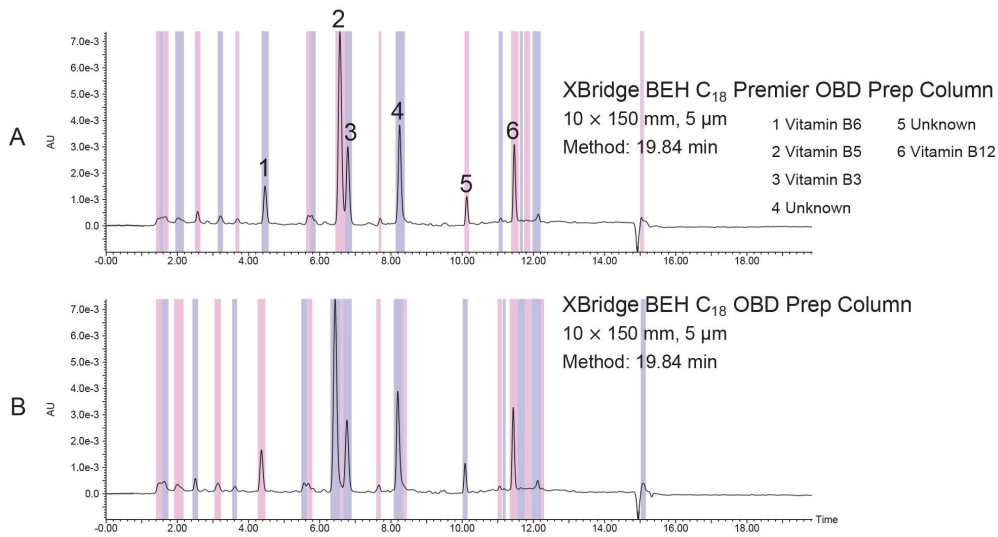 A
AU
7.0e-3
6.0e-3
5.0e-3
4.0e-3
3.0e-3
2.0e-3
1.0e-3
0.0
-0.00 2.00 4.00 6.00 8.00 10.00 12.00 14.00 16.00 18.00
1
2
3
4
5
6
XBridge BEH C18 Premier OBD Prep Column
10 × 150 mm, 5 µm
Method: 19.84 min
1 Vitamin B6 5 Unknown
2 Vitamin B5 6 Vitamin B12
3 Vitamin B3
4 Unknown
B
AU
7.0e-3
6.0e-3
5.0e-3
4.0e-3
3.0e-3
2.0e-3
1.0e-3
0.0
-0.00 2.00 4.00 6.00 8.00 10.00 12.00 14.00 16.00 18.00
Time
XBridge BEH C18 OBD Prep Column
10 × 150 mm, 5 µm
Method: 19.84 min